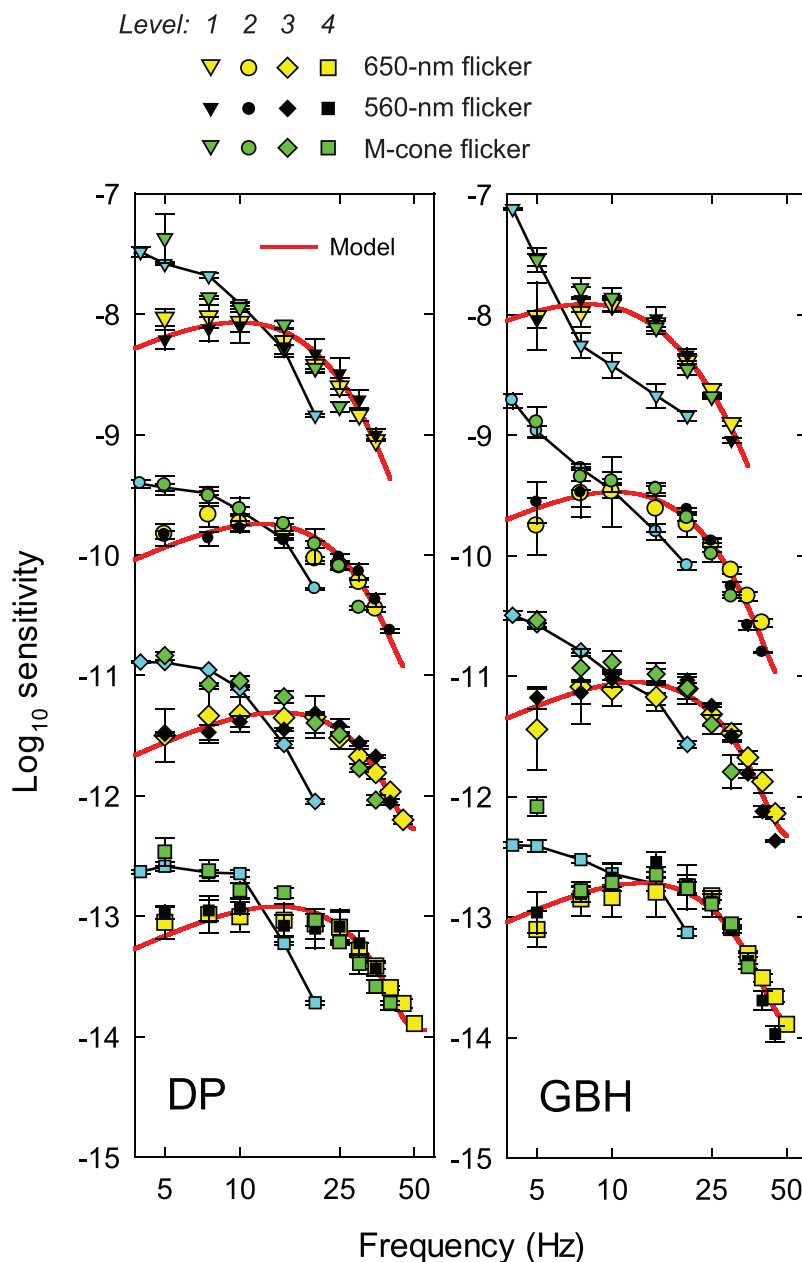 Level: 1 2 3 4
650-nm flicker
560-nm flicker
M-cone flicker
-7
-8
-9
-10
-11
-12
-13
-14
-15
Log10 sensitivity
Model
DP
5 10 25 50
-7
-8
-9
-10
-11
-12
-13
-14
-15
GBH
5 10 25 50
Frequency (Hz)